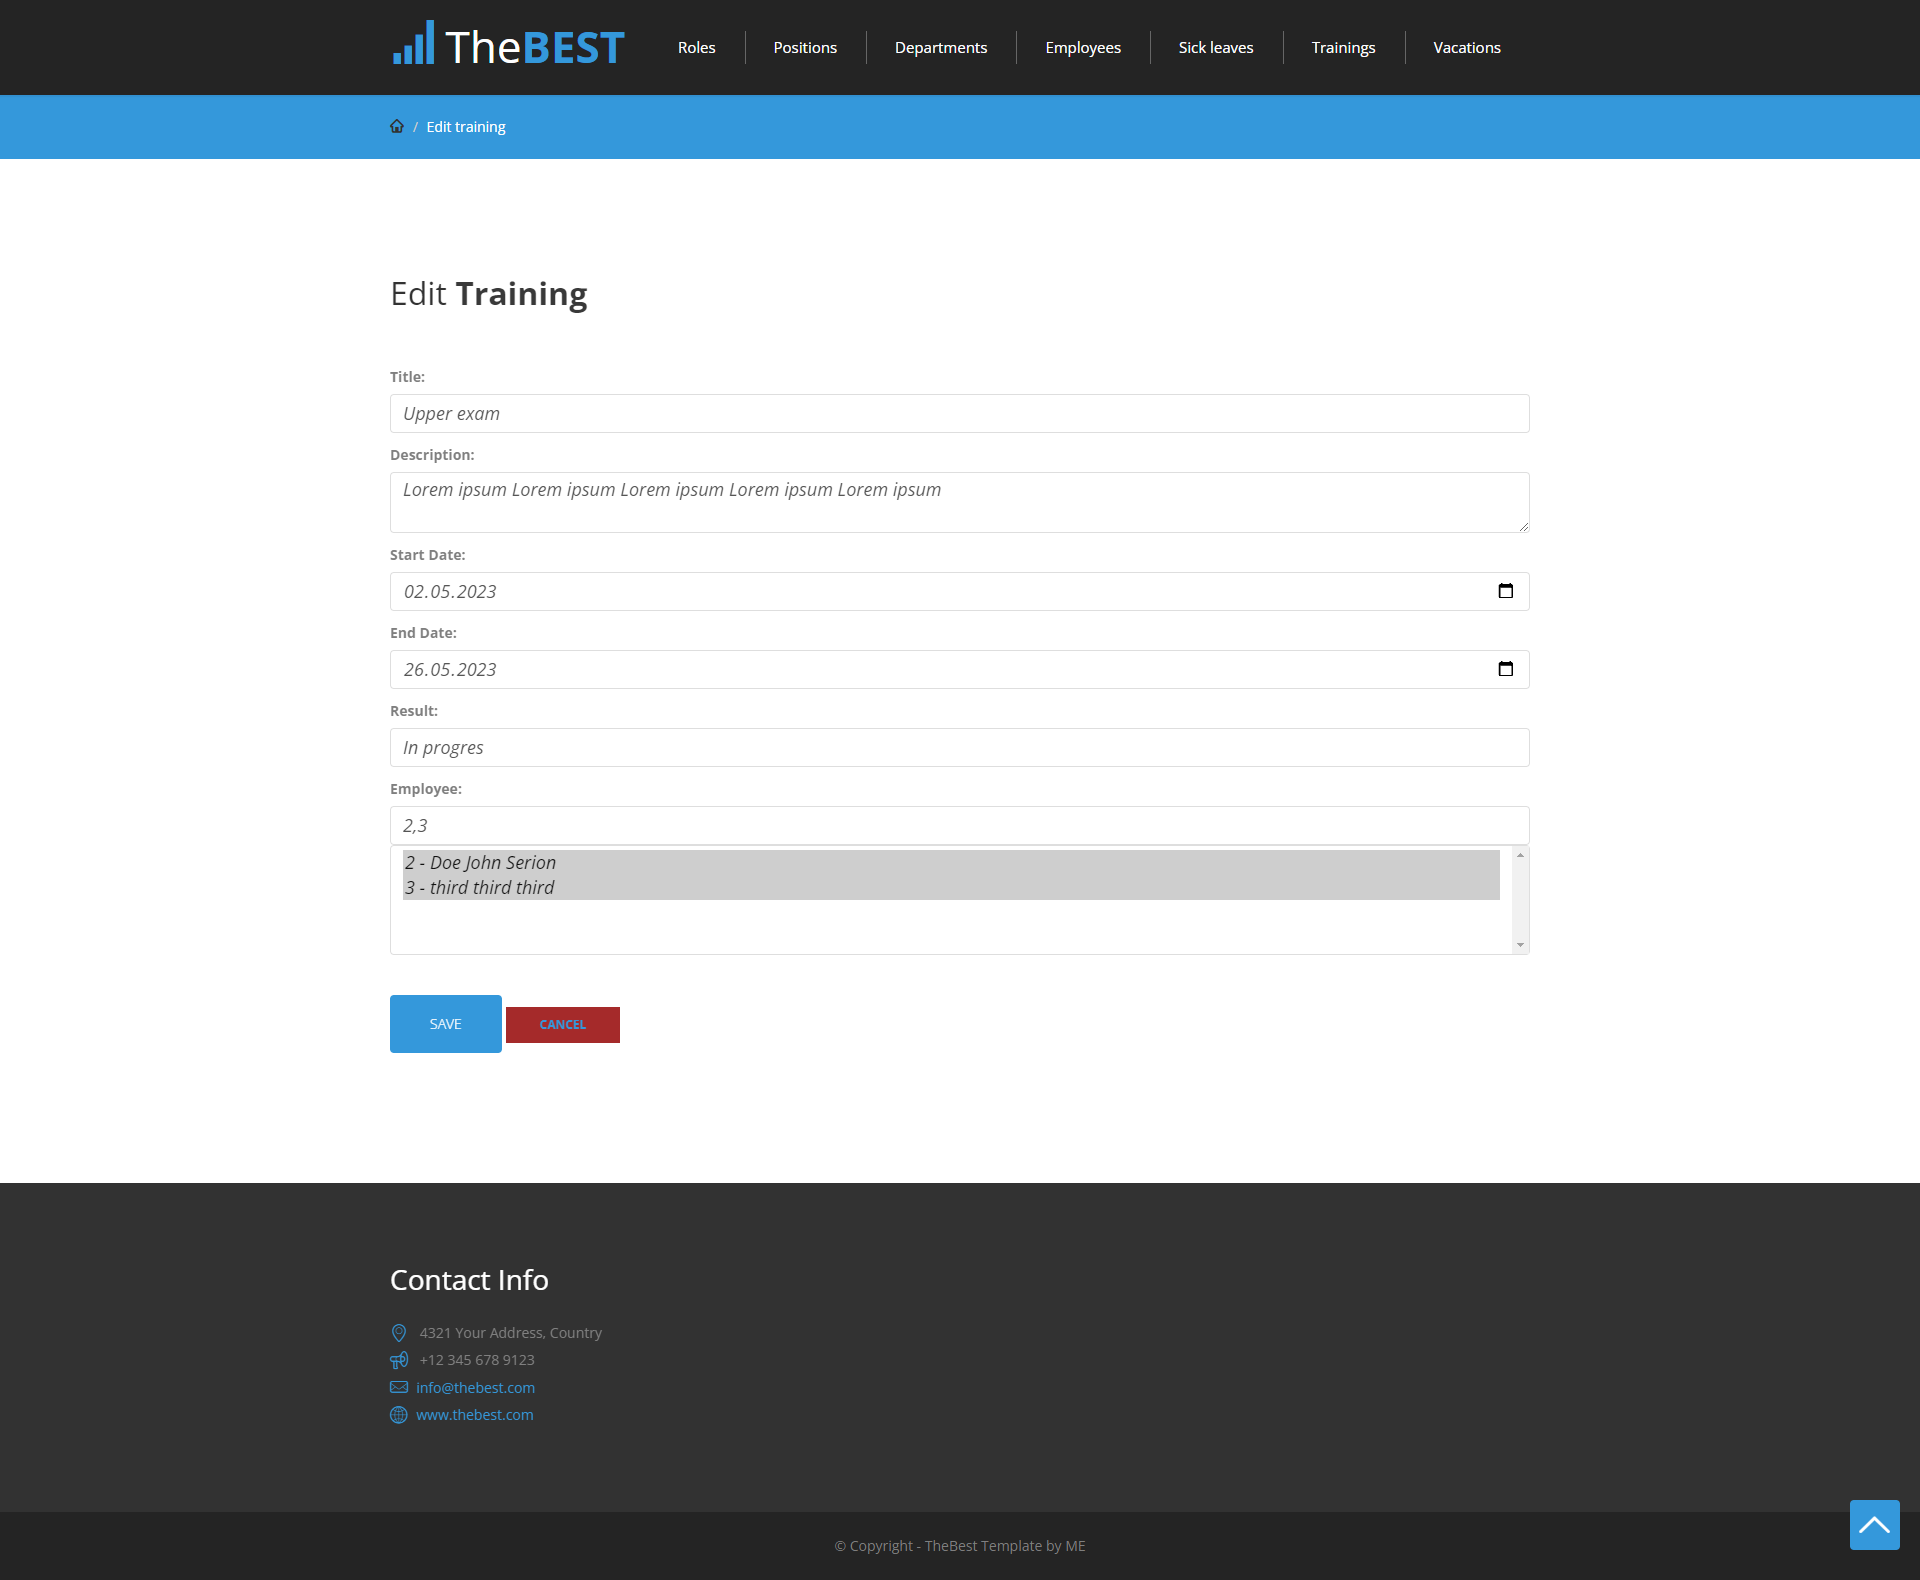 TheBEST
Roles
Positions
Departments
Employees
Sick leaves
Trainings
Vacations
/ Edit training
Edit Training
Title:
Upper exam
Description:
Lorem ipsum Lorem ipsum Lorem ipsum Lorem ipsum Lorem ipsum
Start Date:
02.05.2023
End Date:
26.05.2023
Result:
In progres
Employee:
2,3
2 - Doe John Serion
3 - third third third
SAVE
CANCEL
Contact Info
4321 Your Address, Country
+12 345 678 9123
info@thebest.com
www.thebest.com
© Copyright - TheBest Template by ME